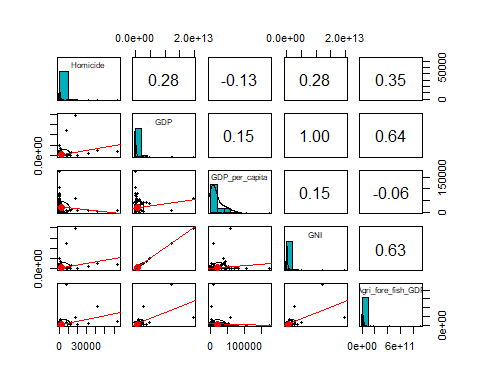 0.0e+00 2.0e+13 0.0e+00 2.0e+13
Homicide 0.28 -0.13 0.28 0.35 0 50000
0.0e+00 GDP 0.15 1.00 0.64
GDP_per_capita 0.15 -0.06 0 150000
0.0e+00 GNI 0.63
gri_fore_fish_GD 0e+00
0 30000 0 100000 0e+00 6e+11